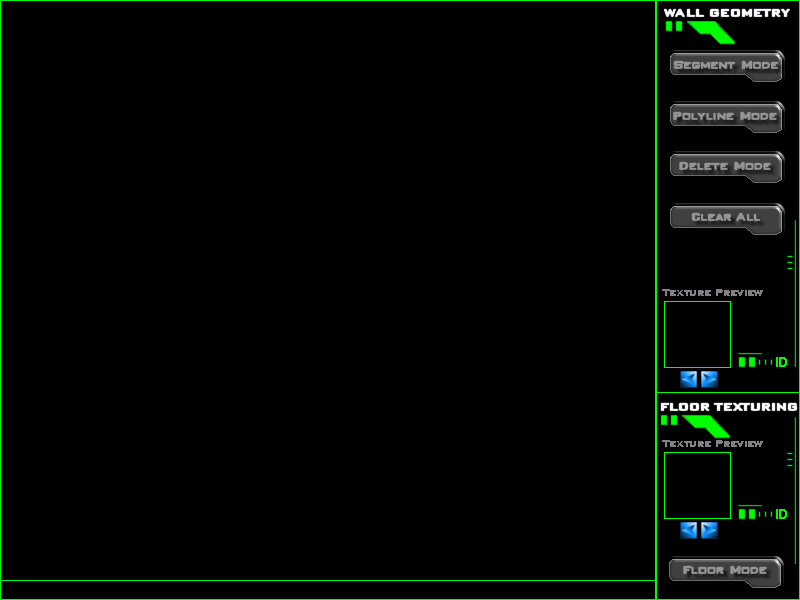 WALL GEOMETRY
SEGMENT MODE
POLYLINE MODE
DELETE MODE
CLEAR ALL
TEXTURE PREVIEW
ID
FLOOR TEXTURING
TEXTURE PREVIEW
ID
FLOOR MODE